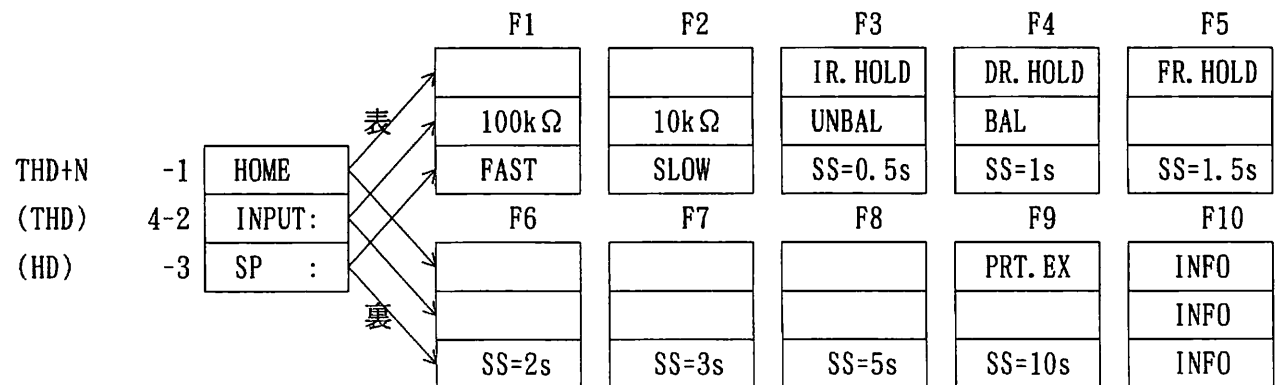 F1 F2 F3 F4 F5
IR. HOLD DR. HOLD FR. HOLD
表 100kΩ 10kΩ UNBAL BAL
THD+N -1 HOME FAST SLOW SS=0.5s SS=1s SS=1.5s
(THD) 4-2 INPUT: F6 F7 F8 F9 F10
(HD) -3 SP : PRT. EX INFO
裏 INFO
SS=2s SS=3s SS=5s SS=10s INFO